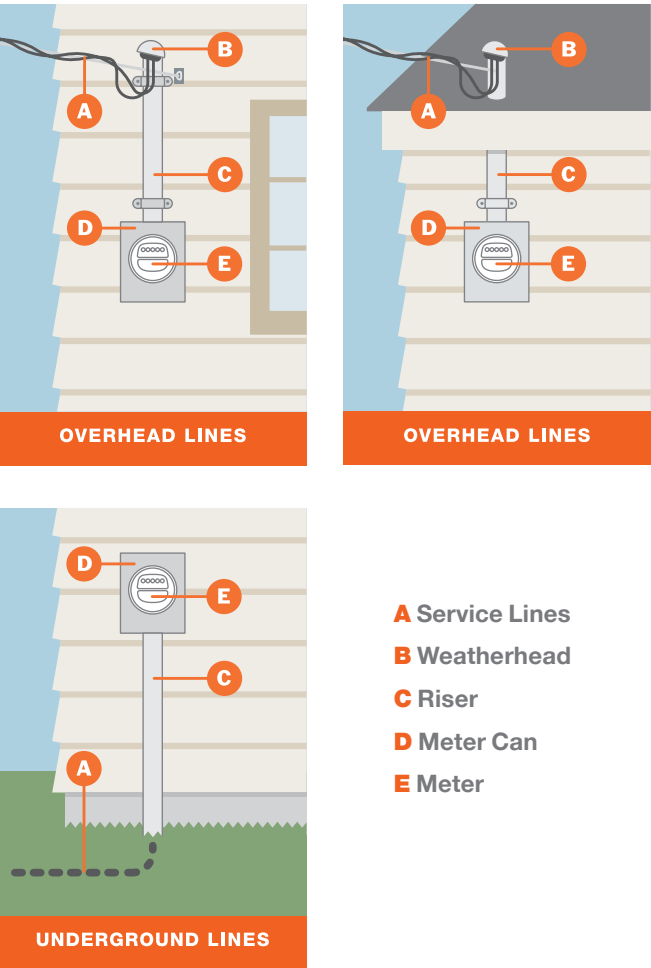 B
A
C
D
E
OVERHEAD LINES
B
A
C
D
E
OVERHEAD LINES
D
E
C
A
UNDERGROUND LINES
A Service Lines
B Weatherhead
C Riser
D Meter Can
E Meter